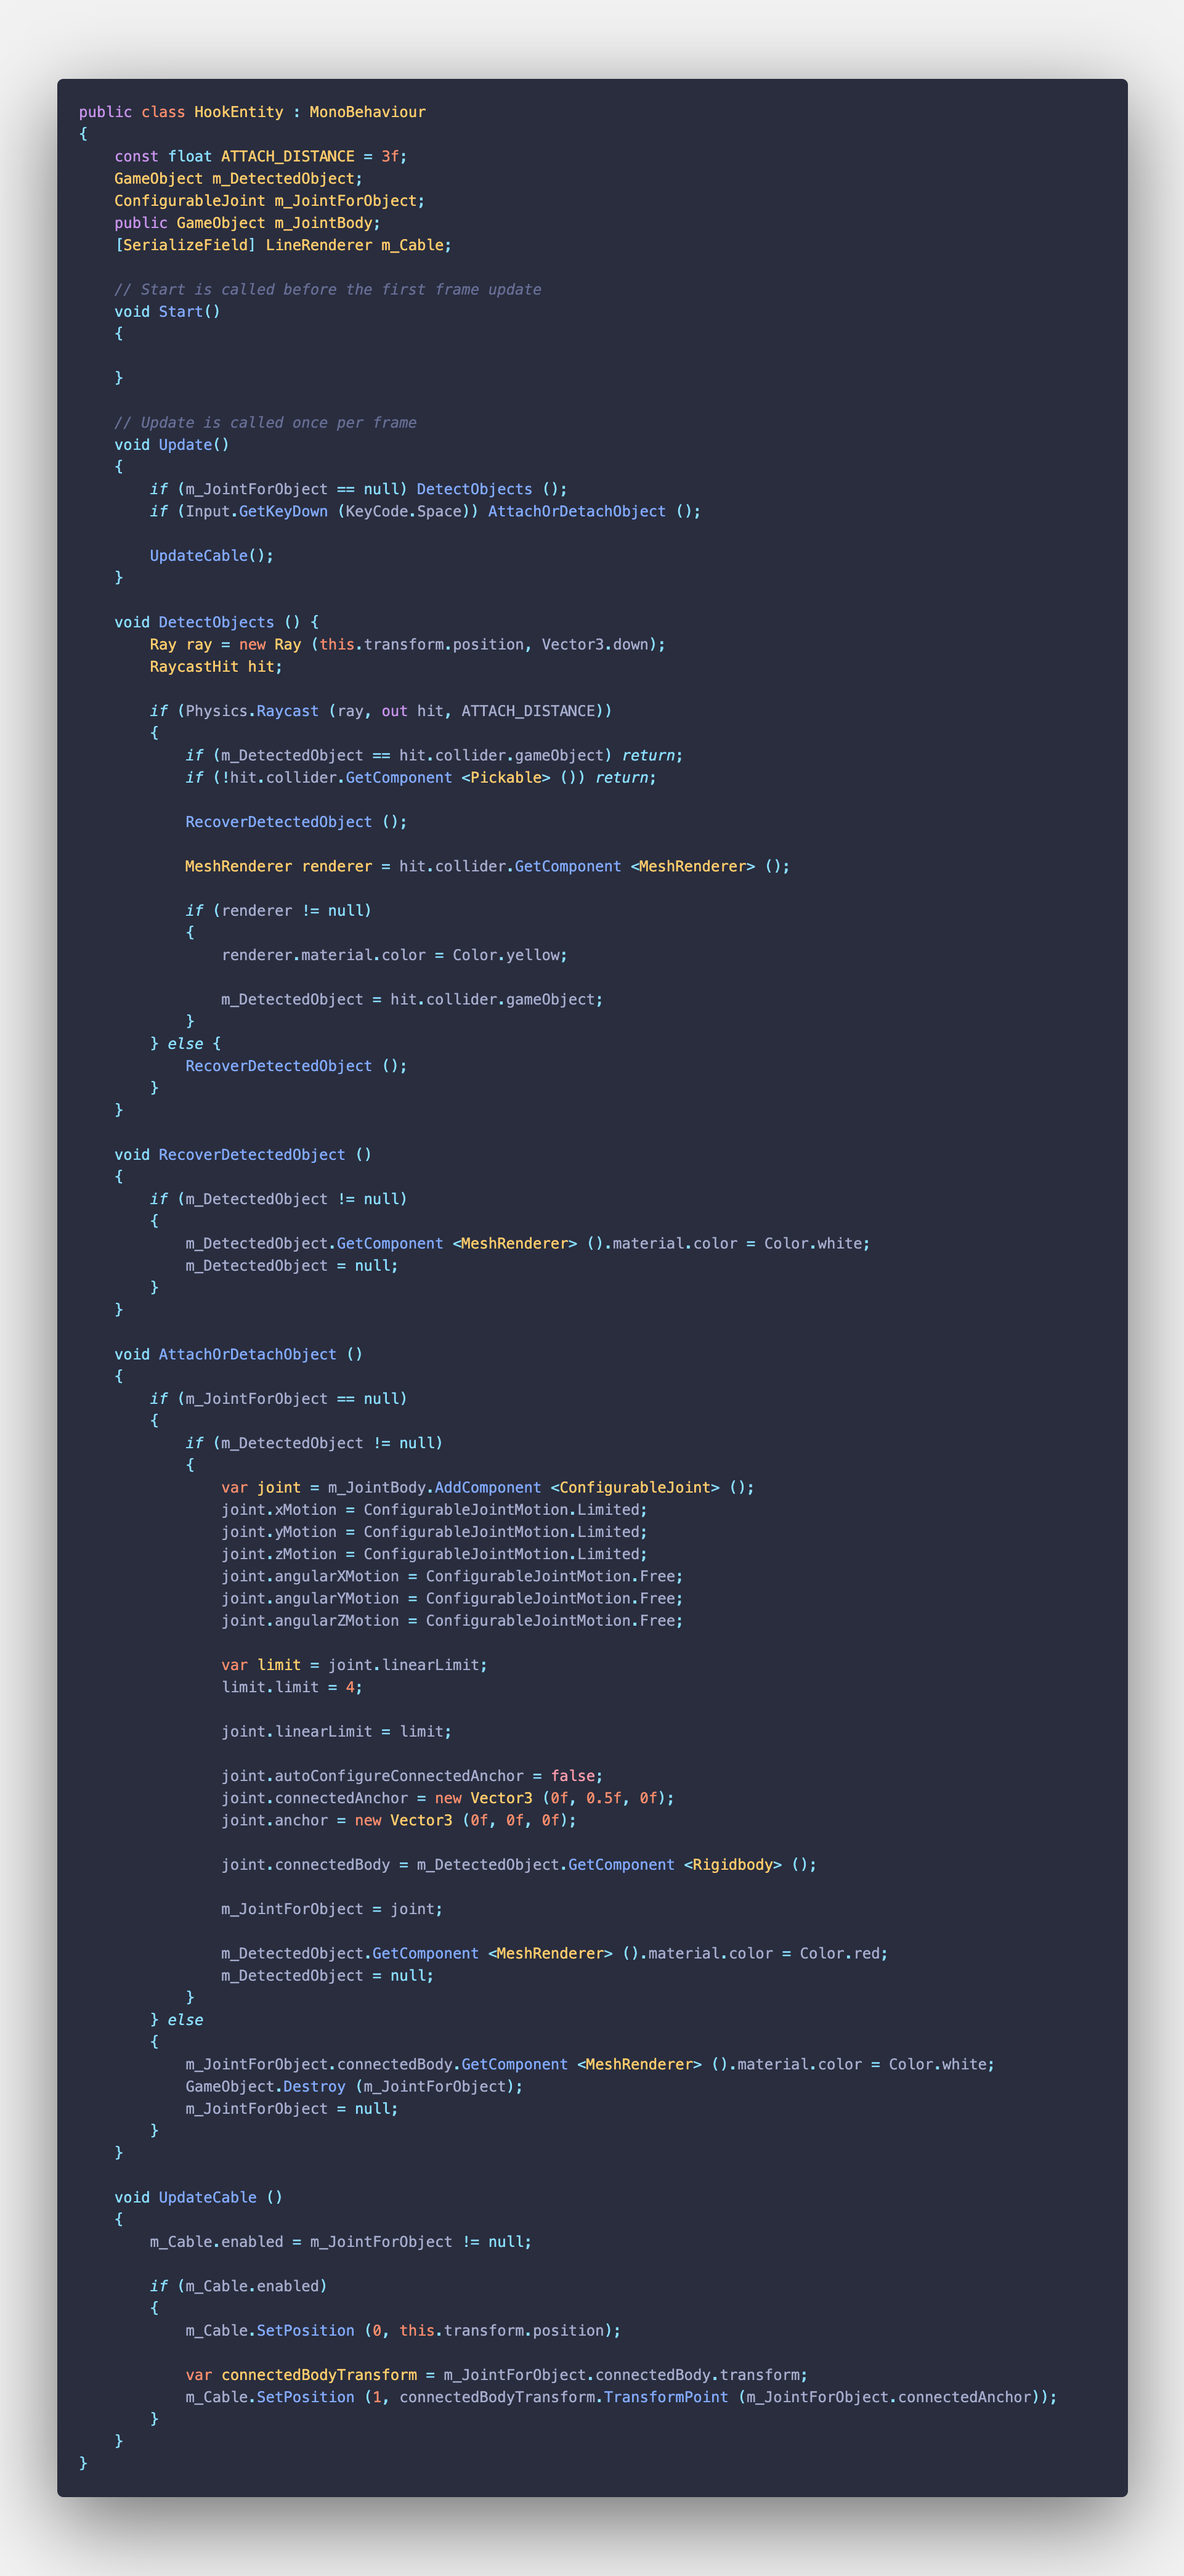 public class HookEntity : MonoBehaviour
{
    const float ATTACH_DISTANCE = 3f;
    GameObject m_DetectedObject;
    ConfigurableJoint m_JointForObject;
    public GameObject m_JointBody;
    [SerializeField] LineRenderer m_Cable;

    // Start is called before the first frame update
    void Start()
    {

    }

    // Update is called once per frame
    void Update()
    {
        if (m_JointForObject == null) DetectObjects ();
        if (Input.GetKeyDown (KeyCode.Space)) AttachOrDetachObject ();

        UpdateCable();
    }

    void DetectObjects () {
        Ray ray = new Ray (this.transform.position, Vector3.down);
        RaycastHit hit;

        if (Physics.Raycast (ray, out hit, ATTACH_DISTANCE))
        {
            if (m_DetectedObject == hit.collider.gameObject) return;
            if (!hit.collider.GetComponent <Pickable> ()) return;

            RecoverDetectedObject ();

            MeshRenderer renderer = hit.collider.GetComponent <MeshRenderer> ();

            if (renderer != null)
            {
                renderer.material.color = Color.yellow;

                m_DetectedObject = hit.collider.gameObject;
            }
        } else {
            RecoverDetectedObject ();
        }
    }

    void RecoverDetectedObject ()
    {
        if (m_DetectedObject != null)
        {
            m_DetectedObject.GetComponent <MeshRenderer> ().material.color = Color.white;
            m_DetectedObject = null;
        }
    }

    void AttachOrDetachObject ()
    {
        if (m_JointForObject == null)
        {
            if (m_DetectedObject != null)
            {
                var joint = m_JointBody.AddComponent <ConfigurableJoint> ();
                joint.xMotion = ConfigurableJointMotion.Limited;
                joint.yMotion = ConfigurableJointMotion.Limited;
                joint.zMotion = ConfigurableJointMotion.Limited;
                joint.angularXMotion = ConfigurableJointMotion.Free;
                joint.angularYMotion = ConfigurableJointMotion.Free;
                joint.angularZMotion = ConfigurableJointMotion.Free;

                var limit = joint.linearLimit;
                limit.limit = 4;

                joint.linearLimit = limit;

                joint.autoConfigureConnectedAnchor = false;
                joint.connectedAnchor = new Vector3 (0f, 0.5f, 0f);
                joint.anchor = new Vector3 (0f, 0f, 0f);

                joint.connectedBody = m_DetectedObject.GetComponent <Rigidbody> ();

                m_JointForObject = joint;

                m_DetectedObject.GetComponent <MeshRenderer> ().material.color = Color.red;
                m_DetectedObject = null;
            }
        } else
        {
            m_JointForObject.connectedBody.GetComponent <MeshRenderer> ().material.color = Color.white;
            GameObject.Destroy (m_JointForObject);
            m_JointForObject = null;
        }
    }

    void UpdateCable ()
    {
        m_Cable.enabled = m_JointForObject != null;

        if (m_Cable.enabled)
        {
            m_Cable.SetPosition (0, this.transform.position);

            var connectedBodyTransform = m_JointForObject.connectedBody.transform;
            m_Cable.SetPosition (1, connectedBodyTransform.TransformPoint (m_JointForObject.connectedAnchor));
        }
    }
}